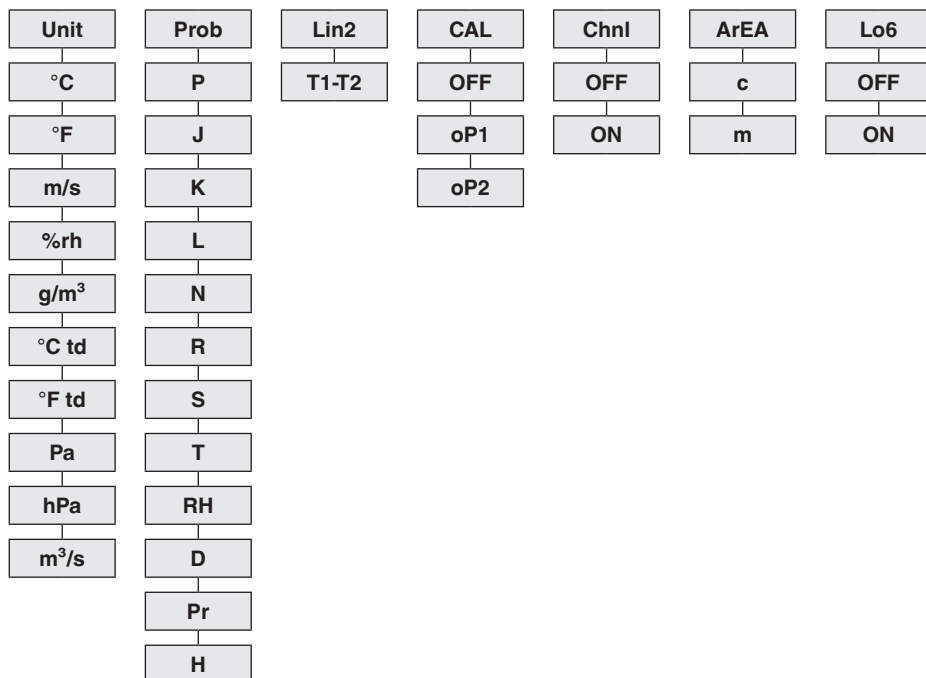 Unit Prob Lin2 CAL Chnl ArEA Lo6
°C P T1-T2 OFF OFF c OFF
°F J oP1 ON m ON
m/s K oP2
%rh L
g/m³ N
°C td R
°F td S
Pa T
hPa RH
m³/s D
Pr
H